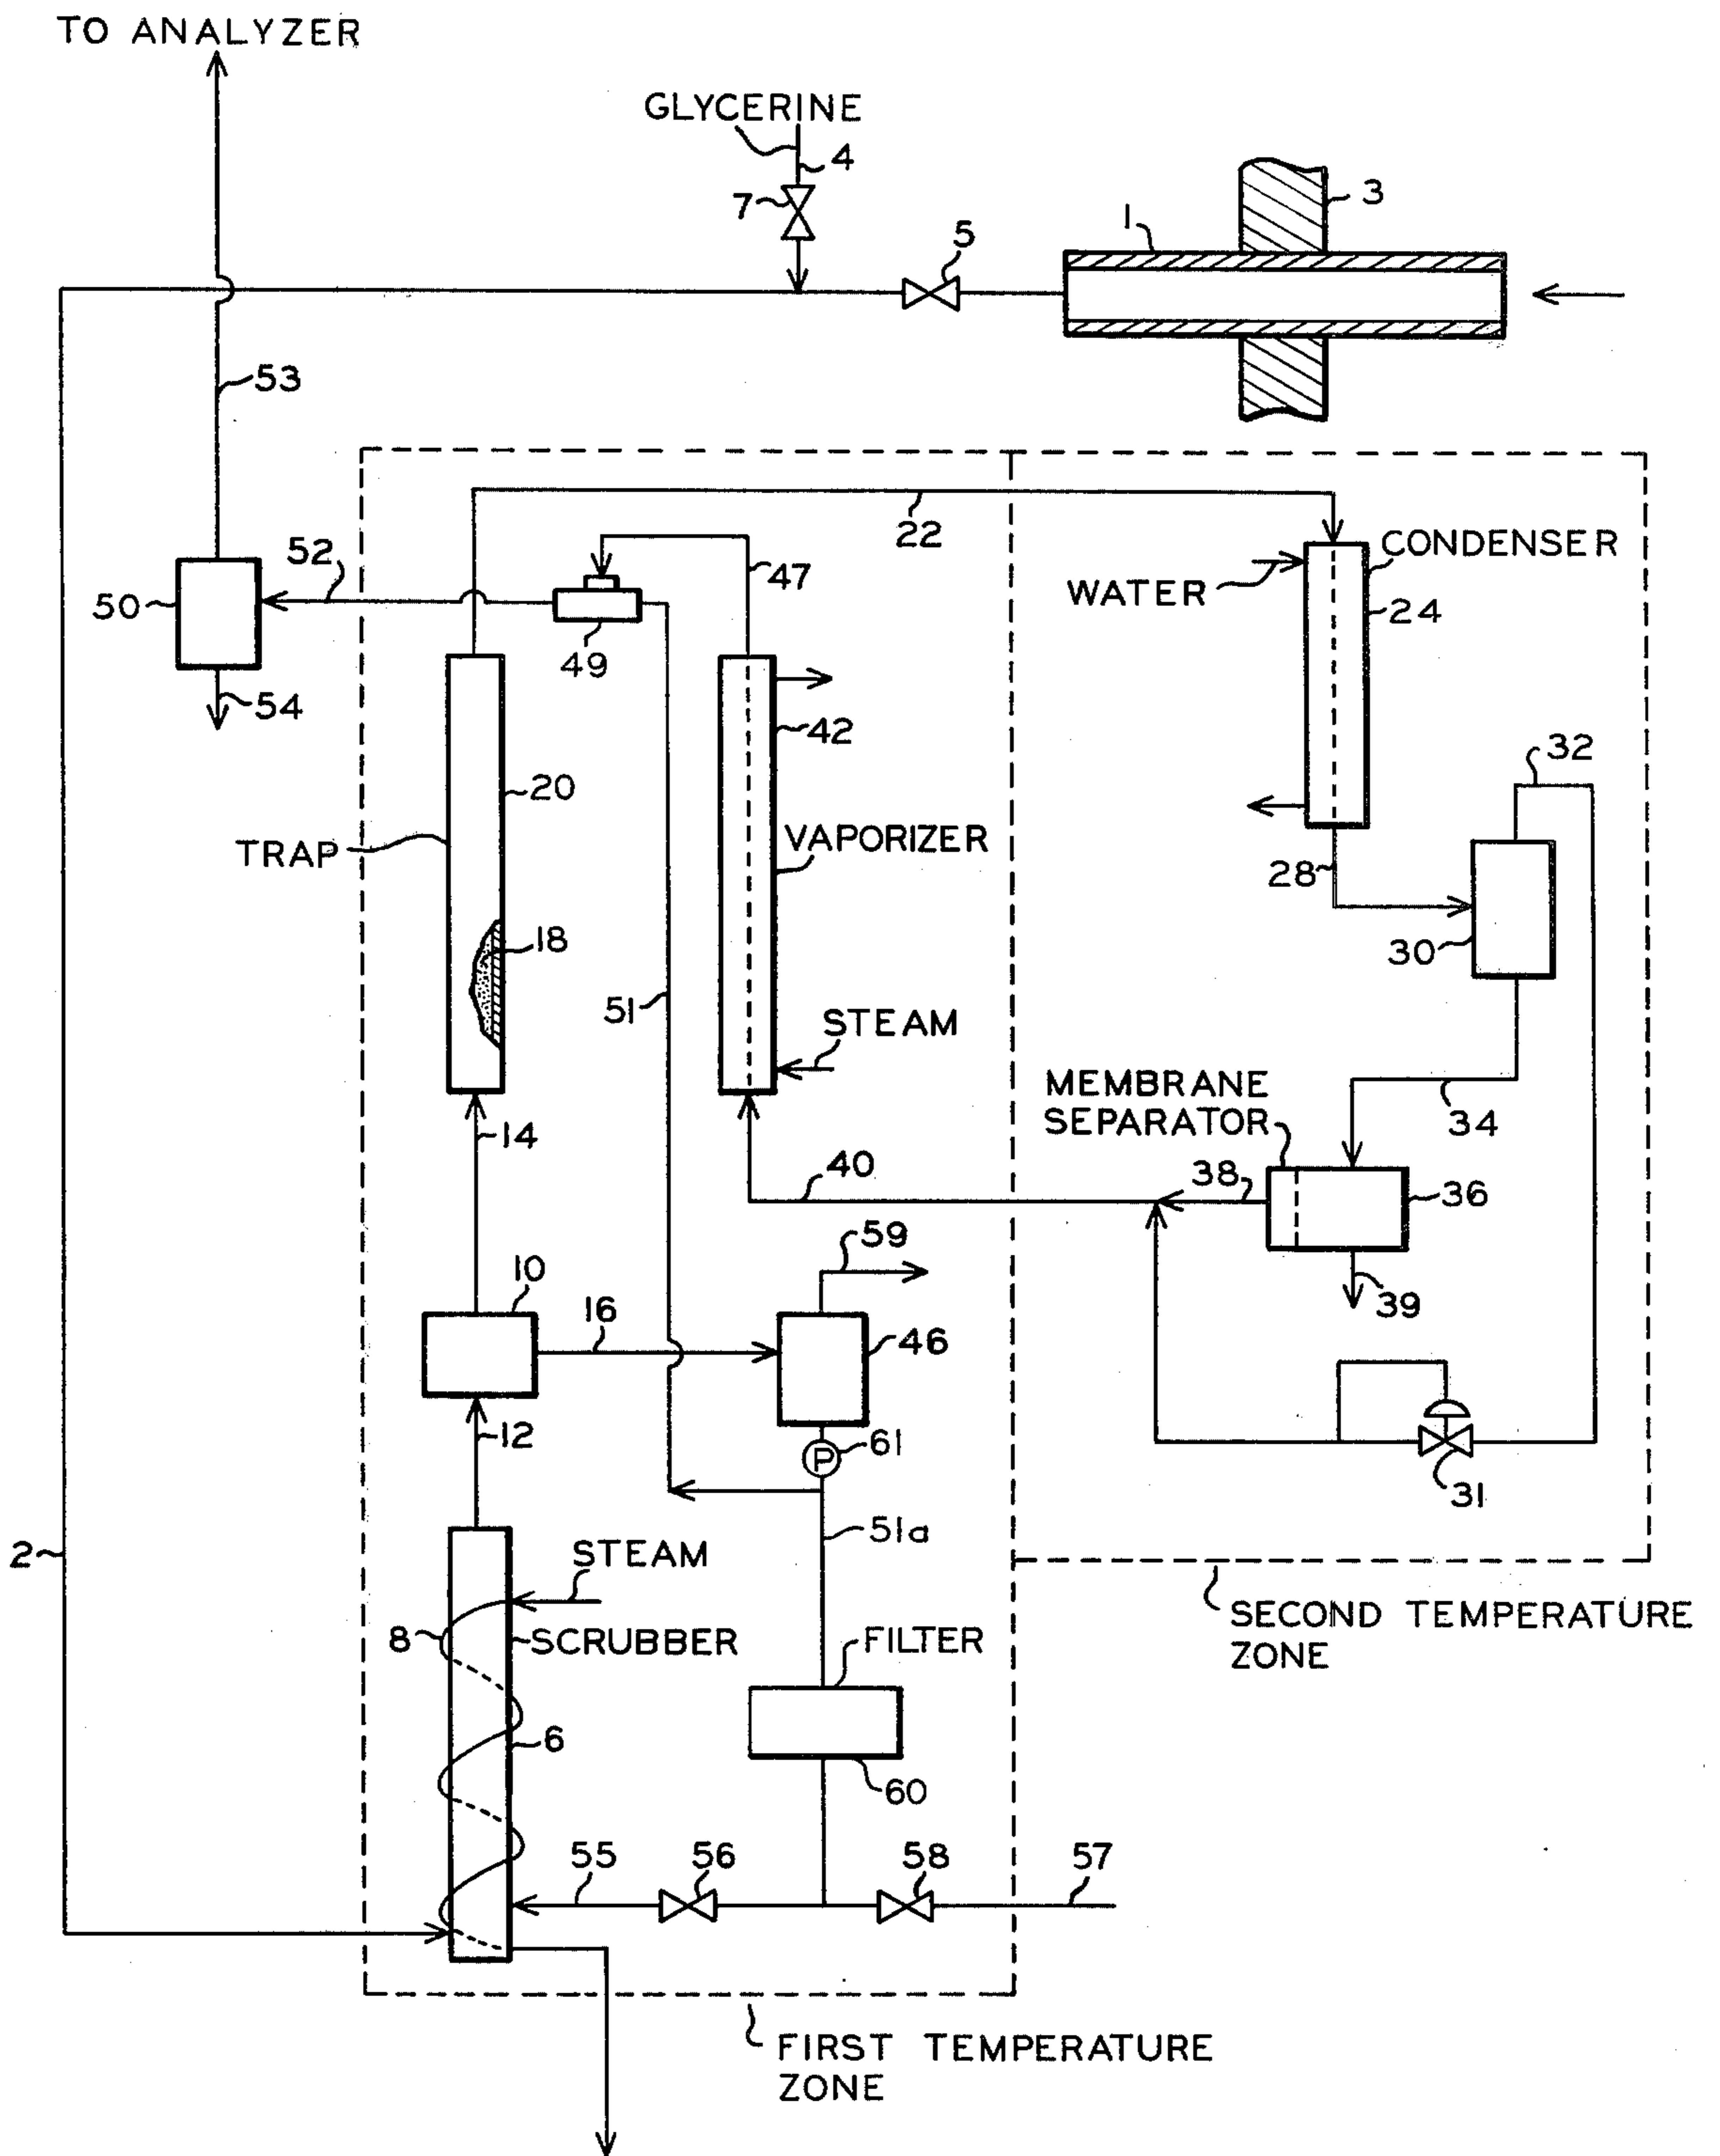 TO ANALYZER
GLYCERINE
4
7
5
1
3
53
22
52
47
CONDENSER
WATER
50
49
24
54
42
32
20
TRAP
VAPORIZER
28
18
30
51
STEAM
MEMBRANE
SEPARATOR
14
34
40
38
36
10
59
16
39
46
12
P
61
31
51a
2
STEAM
SECOND TEMPERATURE
ZONE
8
SCRUBBER
FILTER
6
60
55
56
58
57
FIRST TEMPERATURE
ZONE